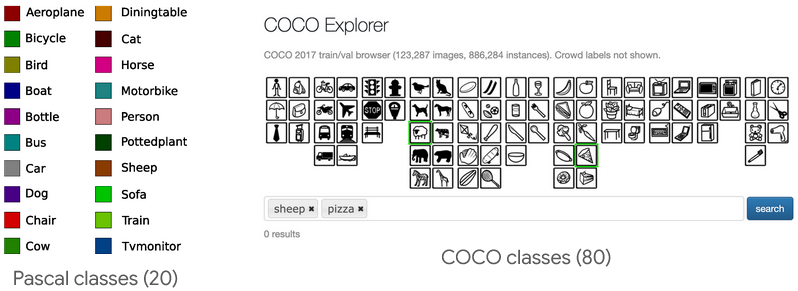 Aeroplane
Bicycle
Bird
Boat
Bottle
Bus
Car
Dog
Chair
Cow
Diningtable
Cat
Horse
Motorbike
Person
Pottedplant
Sheep
Sofa
Train
Tvmonitor
Pascal classes (20)
COCO Explorer
COCO 2017 train/val browser (123,287 images, 886,284 instances). Crowd labels not shown.
STOP
sheep ✖ pizza ✖ search
0 results
COCO classes (80)